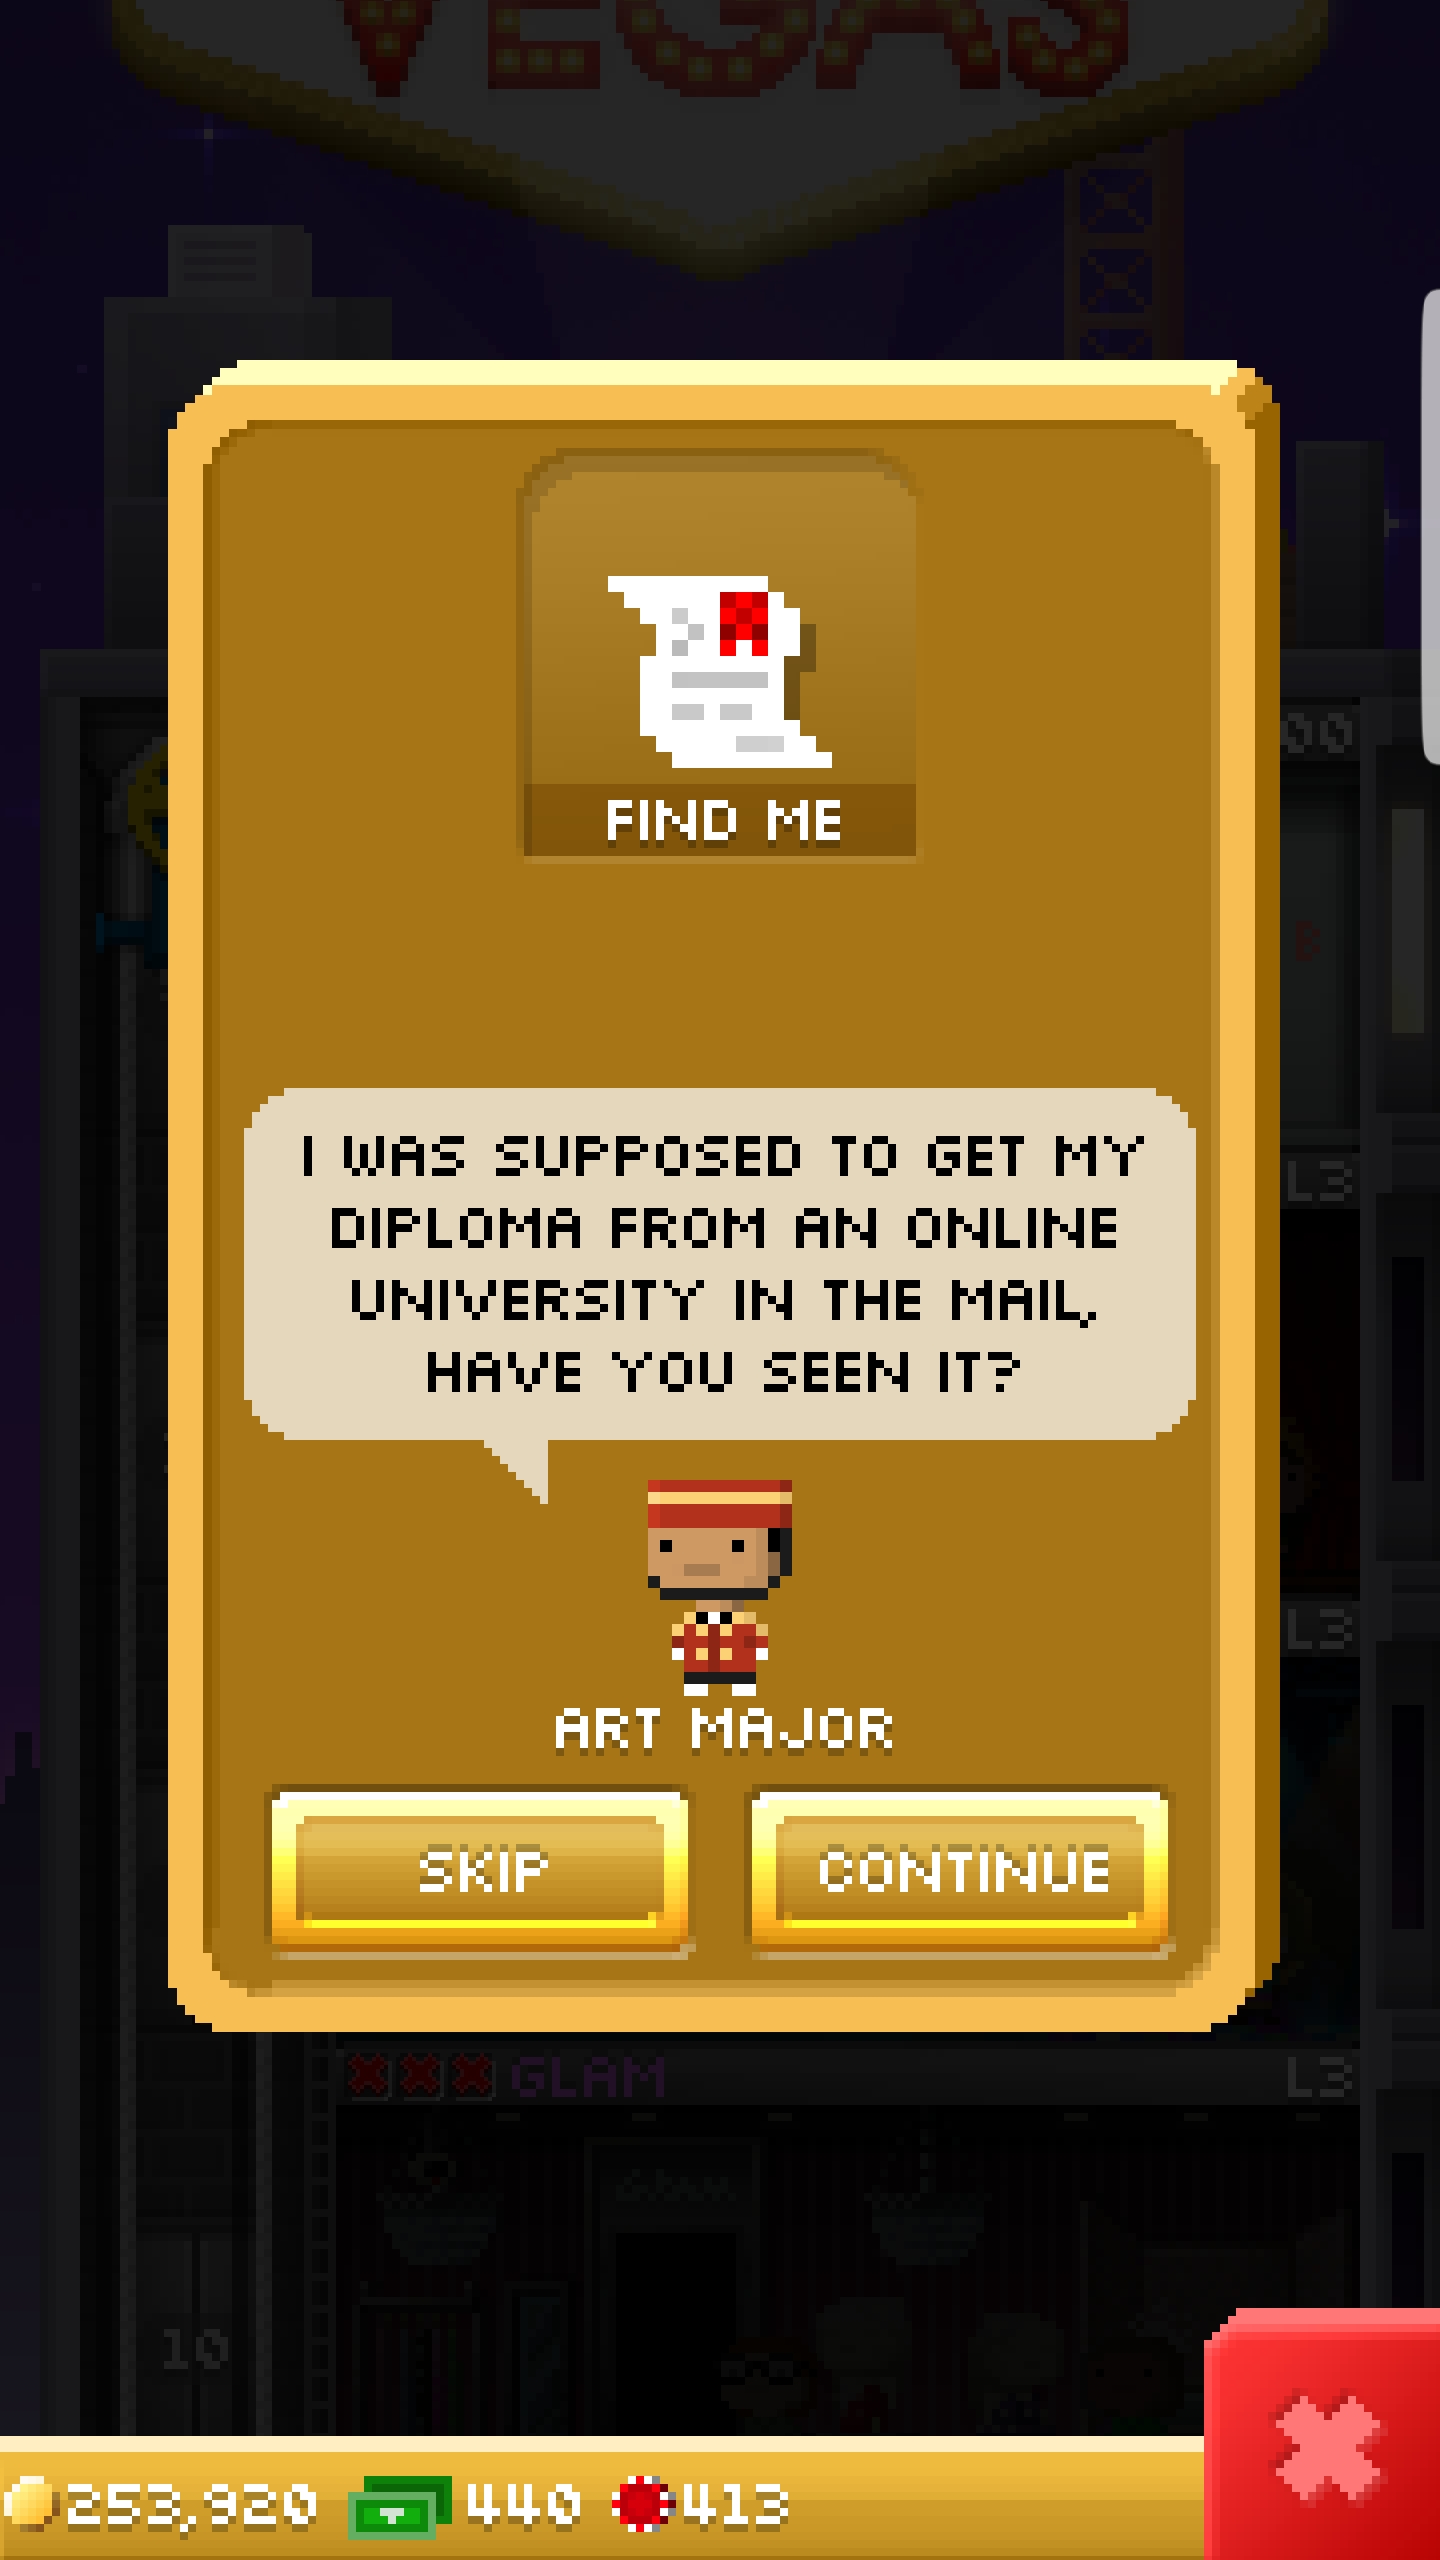 VEGAS
00
FIND ME
B
I WAS SUPPOSED TO GET MY
DIPLOMA FROM AN ONLINE
UNIVERSITY IN THE MAIL,
HAVE YOU SEEN IT?
L3
L3
ART MAJOR
SKIP
CONTINUE
GLAM
L3
10
253,920
440
413